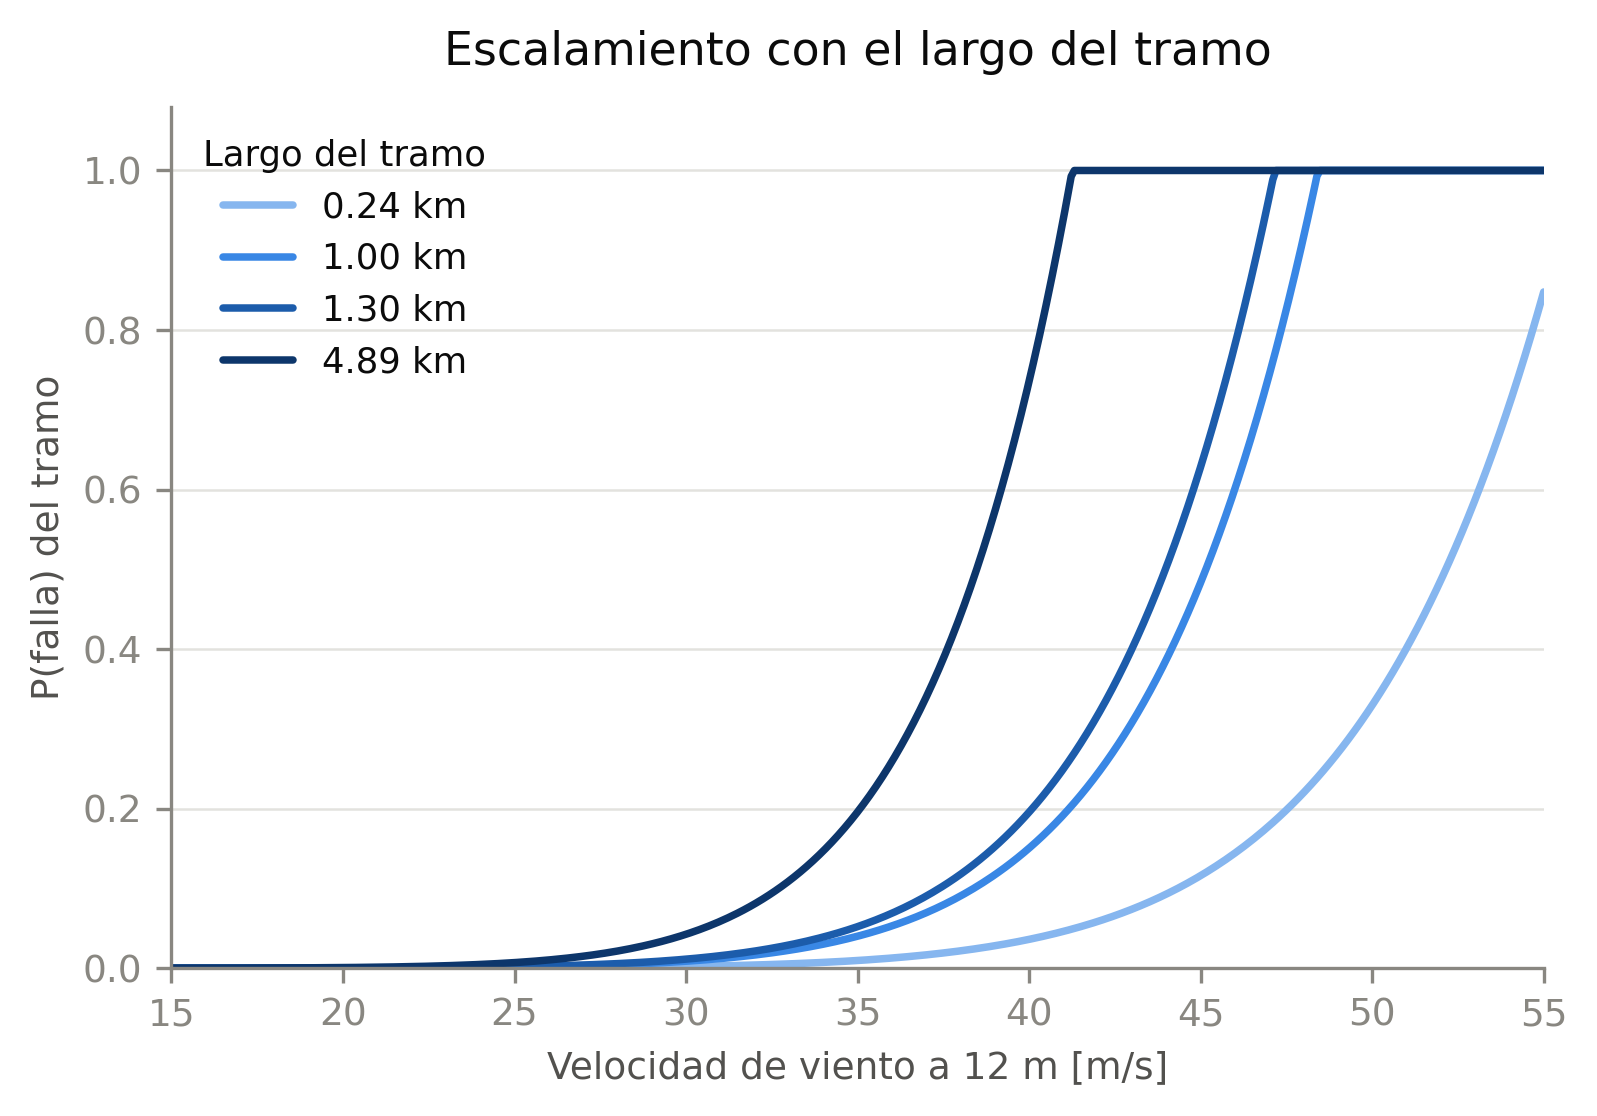 Escalamiento con el largo del tramo
Largo del tramo
0.24 km
1.00 km
1.30 km
4.89 km
P(falla) del tramo
1.0
0.8
0.6
0.4
0.2
0.0
15 20 25 30 35 40 45 50 55
Velocidad de viento a 12 m [m/s]